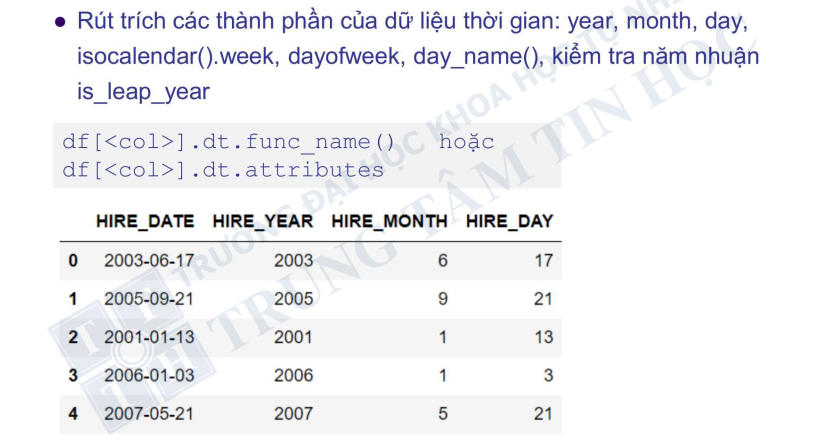 ● Rút trích các thành phần của dữ liệu thời gian: year, month, day,
isocalendar().week, dayofweek, day_name(), kiểm tra năm nhuận
is_leap_year
df[<col>].dt.func_name() hoặc
df[<col>].dt.attributes
HIRE_DATE HIRE_YEAR HIRE_MONTH HIRE_DAY
0 2003-06-17 2003 6 17
1 2005-09-21 2005 9 21
2 2001-01-13 2001 1 13
3 2006-01-03 2006 1 3
4 2007-05-21 2007 5 21
TRƯỜNG ĐẠI HỌC KHOA HỌC TỰ NHI
TRUNG TÂM TIN HỌC